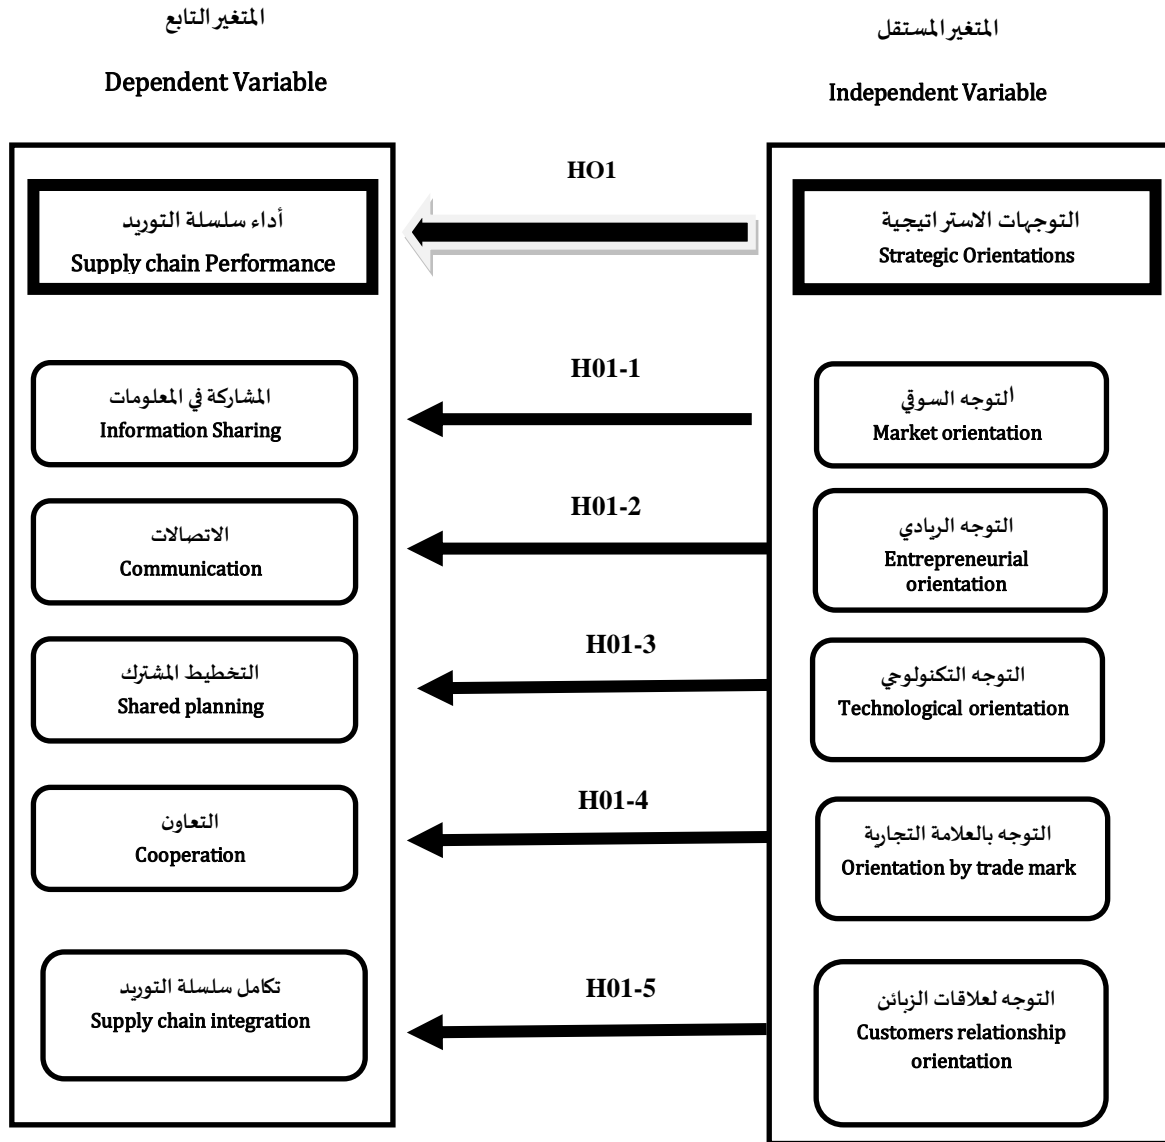 المتغير التابع
Dependent Variable
المتغير المستقل
Independent Variable
HO1
أداء سلسلة التوريد
Supply chain Performance
التوجهات الاستراتيجية
Strategic Orientations
H01-1
المشاركة في المعلومات
Information Sharing
ألتوجه السوقي
Market orientation
H01-2
الاتصالات
Communication
التوجه الريادي
Entrepreneurial
orientation
H01-3
التخطيط المشترك
Shared planning
التوجه التكنولوجي
Technological orientation
H01-4
التعاون
Cooperation
التوجه بالعلامة التجارية
Orientation by trade mark
H01-5
تكامل سلسلة التوريد
Supply chain integration
التوجه لعلاقات الزبائن
Customers relationship
orientation